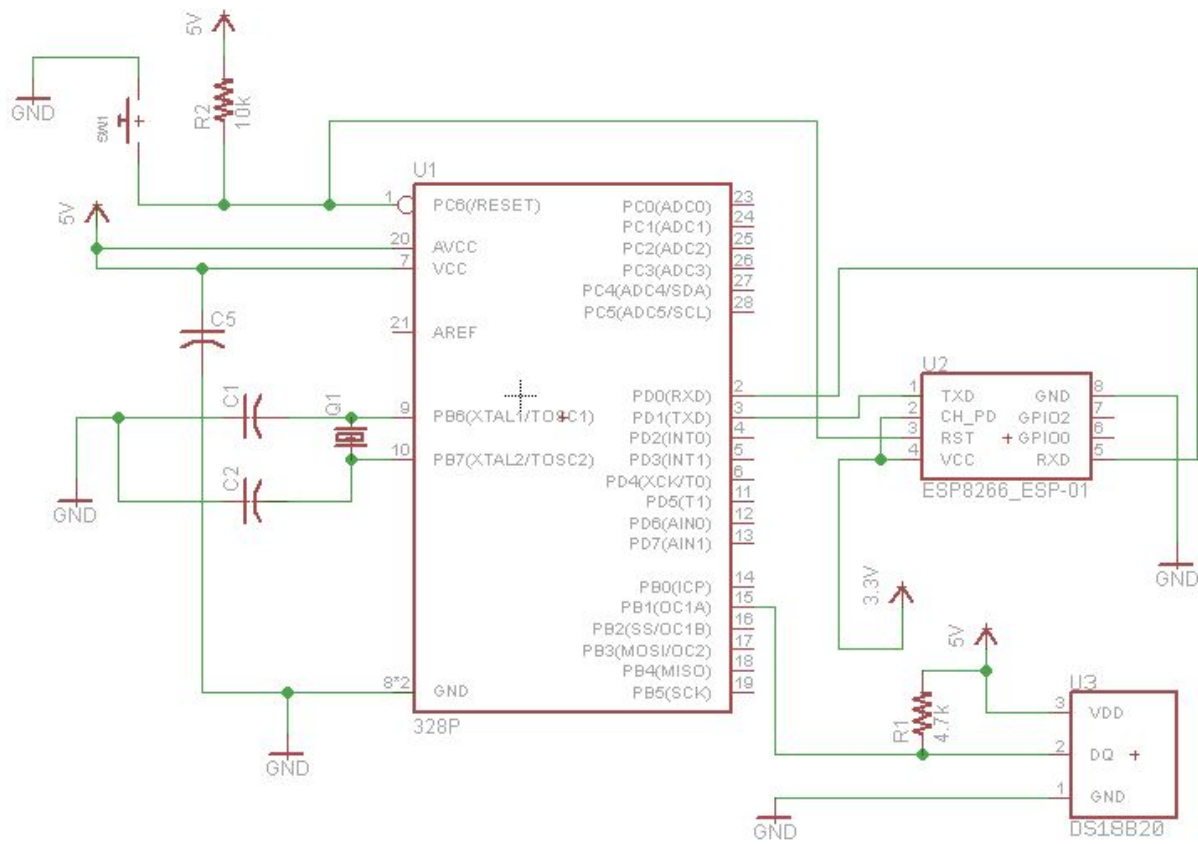 5V
R2
10k
GND
SW1
5V
U1
1
PC6(/RESET)
20
AVCC
7
VCC
21
AREF
9
PB6(XTAL1/TOSC1)
10
PB7(XTAL2/TOSC2)
8*2
GND
328P
PC0(ADC0)
23
PC1(ADC1)
24
PC2(ADC2)
25
PC3(ADC3)
26
PC4(ADC4/SDA)
27
PC5(ADC5/SCL)
28
PD0(RXD)
2
PD1(TXD)
3
PD2(INT0)
4
PD3(INT1)
5
PD4(XCK/T0)
6
PD5(T1)
11
PD6(AIN0)
12
PD7(AIN1)
13
PB0(ICP)
14
PB1(OC1A)
15
PB2(SS/OC1B)
16
PB3(MOSI/OC2)
17
PB4(MISO)
18
PB5(SCK)
19
C5
C1
C2
Q1
GND
GND
U2
1
TXD
2
CH_PD
3
RST
4
VCC
GND
8
GPIO2
7
GPIO0
6
RXD
5
ESP8266_ESP-01
GND
3.3V
5V
R1
4.7k
U3
3
VDD
2
DQ
1
GND
DS18B20
GND